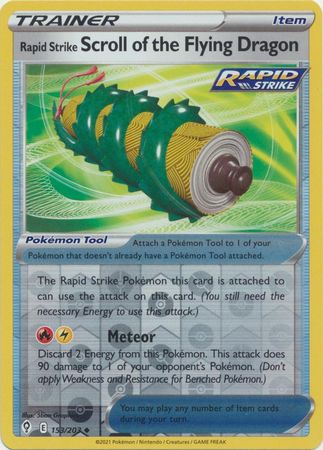 TRAINER Item
Rapid Strike Scroll of the Flying Dragon
RAPID
STRIKE
Pokémon Tool
Attach a Pokémon Tool to 1 of your
Pokémon that doesn't already have a Pokémon Tool attached.
The Rapid Strike Pokémon this card is attached to
can use the attack on this card. (You still need the
necessary Energy to use this attack.)
Meteor
Discard 2 Energy from this Pokémon. This attack does
90 damage to 1 of your opponent's Pokémon. (Don't
apply Weakness and Resistance for Benched Pokémon.)
Illus.
E 153/203
You may play any number of Item cards
during your turn.
©2021 Pokémon / Nintendo / Creatures / GAME FREAK